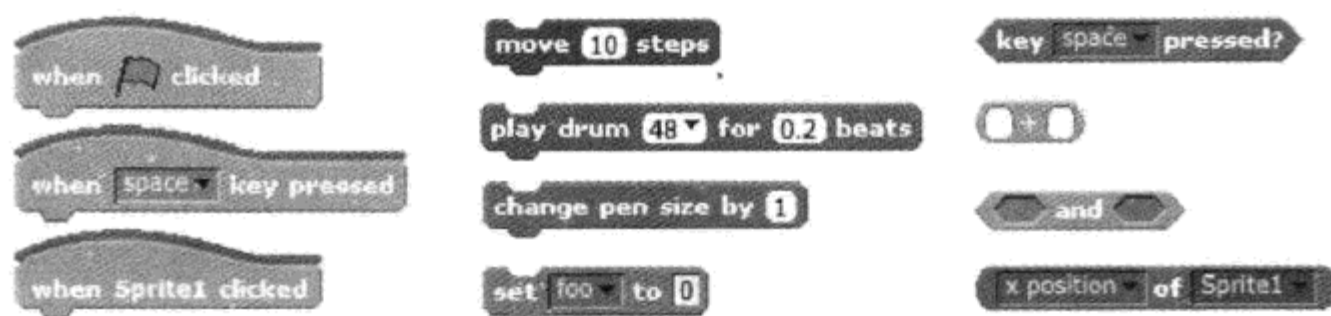 when clicked
when space key pressed
when Sprite1 clicked
move 10 steps
play drum 48 for 0.2 beats
change pen size by 1
set foo to 0
key space pressed?
+
and
x position of Sprite1